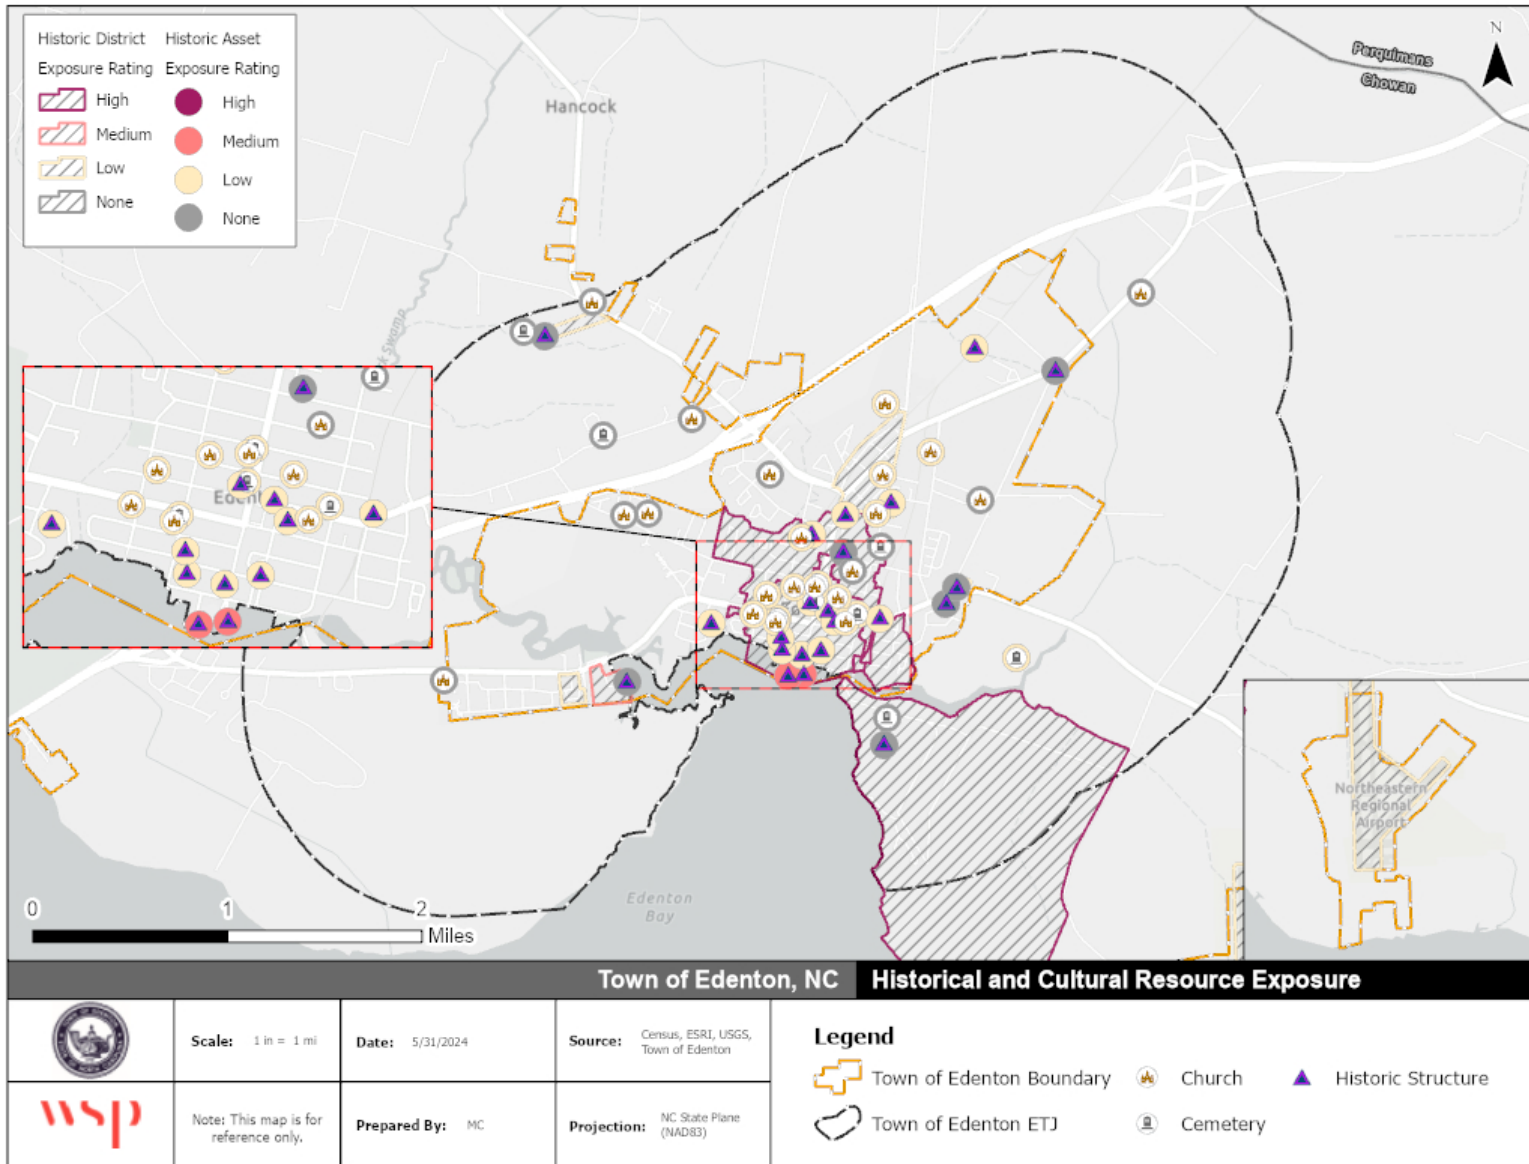 Historic District Historic Asset
Exposure Rating Exposure Rating
High High
Medium Medium
Low Low
None None
Hancock
Perquimans
Chowan
N
Edent
Northeastern
Regional
Airport
Edenton
Bay
0 1 2
Miles
Town of Edenton, NC Historical and Cultural Resource Exposure
Scale: 1 in = 1 mi
Date: 5/31/2024
Source: Census, ESRI, USGS,
Town of Edenton
wsp
Note: This map is for
reference only.
Prepared By: MC
Projection: NC State Plane
(NAD83)
Legend
Town of Edenton Boundary Church Historic Structure
Town of Edenton ETJ Cemetery